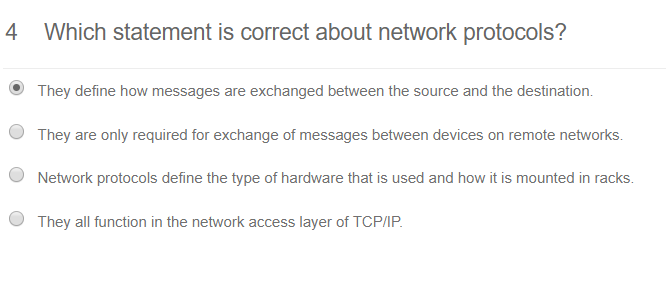 4 Which statement is correct about network protocols?
They define how messages are exchanged between the source and the destination.
They are only required for exchange of messages between devices on remote networks.
Network protocols define the type of hardware that is used and how it is mounted in racks.
They all function in the network access layer of TCP/IP.